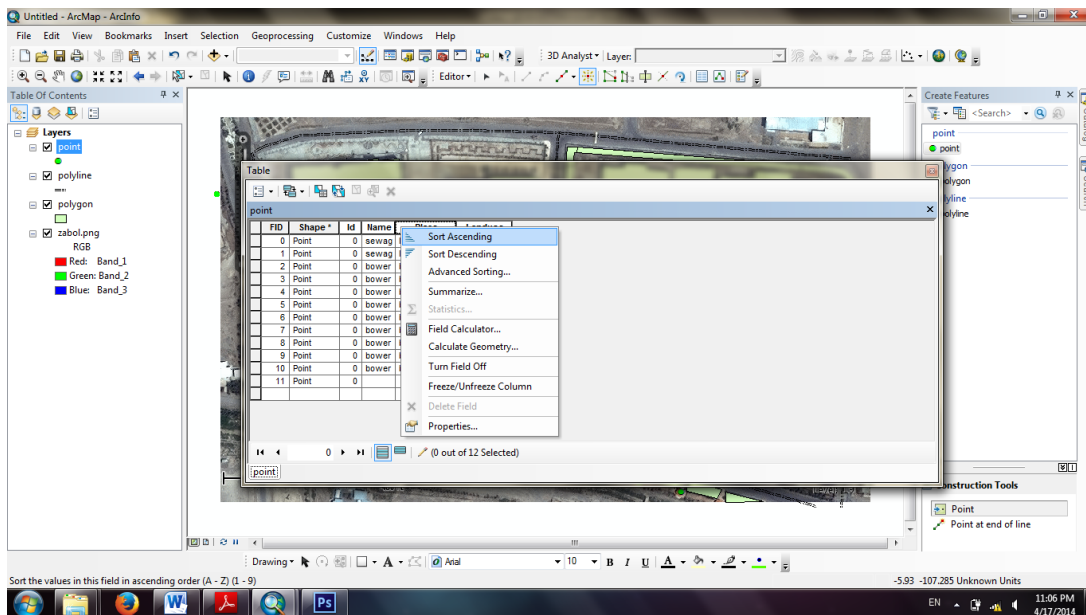 Untitled - ArcMap - ArcInfo
File Edit View Bookmarks Insert Selection Geoprocessing Customize Windows Help
3D Analyst Layer:
Editor
Table Of Contents
Layers
point
polyline
polygon
zabol.png
RGB
Red: Band_1
Green: Band_2
Blue: Band_3
Table
point
FID Shape * Id Name
0 Point 0 sewag
1 Point 0 sewag
2 Point 0 bower
3 Point 0 bower
4 Point 0 bower
5 Point 0 bower
6 Point 0 bower
7 Point 0 bower
8 Point 0 bower
9 Point 0 bower
10 Point 0 bower
11 Point 0
Sort Ascending
Sort Descending
Advanced Sorting...
Summarize...
Statistics...
Field Calculator...
Calculate Geometry...
Turn Field Off
Freeze/Unfreeze Column
Delete Field
Properties...
0
(0 out of 12 Selected)
point
Create Features
<Search>
point
point
ygon
olygon
yline
olyline
nstruction Tools
Point
Point at end of line
Drawing A Arial 10 B I U A
Sort the values in this field in ascending order (A - Z) (1 - 9)
-5.93 -107.285 Unknown Units
W Ps
EN
11:06 PM
4/17/2014